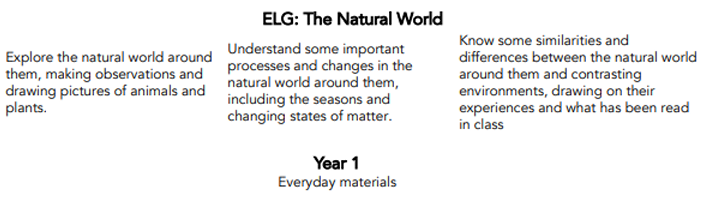 ELG: The Natural World
Explore the natural world around
them, making observations and
drawing pictures of animals and
plants.
Understand some important
processes and changes in the
natural world around them,
including the seasons and
changing states of matter.
Know some similarities and
differences between the natural world
around them and contrasting
environments, drawing on their
experiences and what has been read
in class
Year 1
Everyday materials